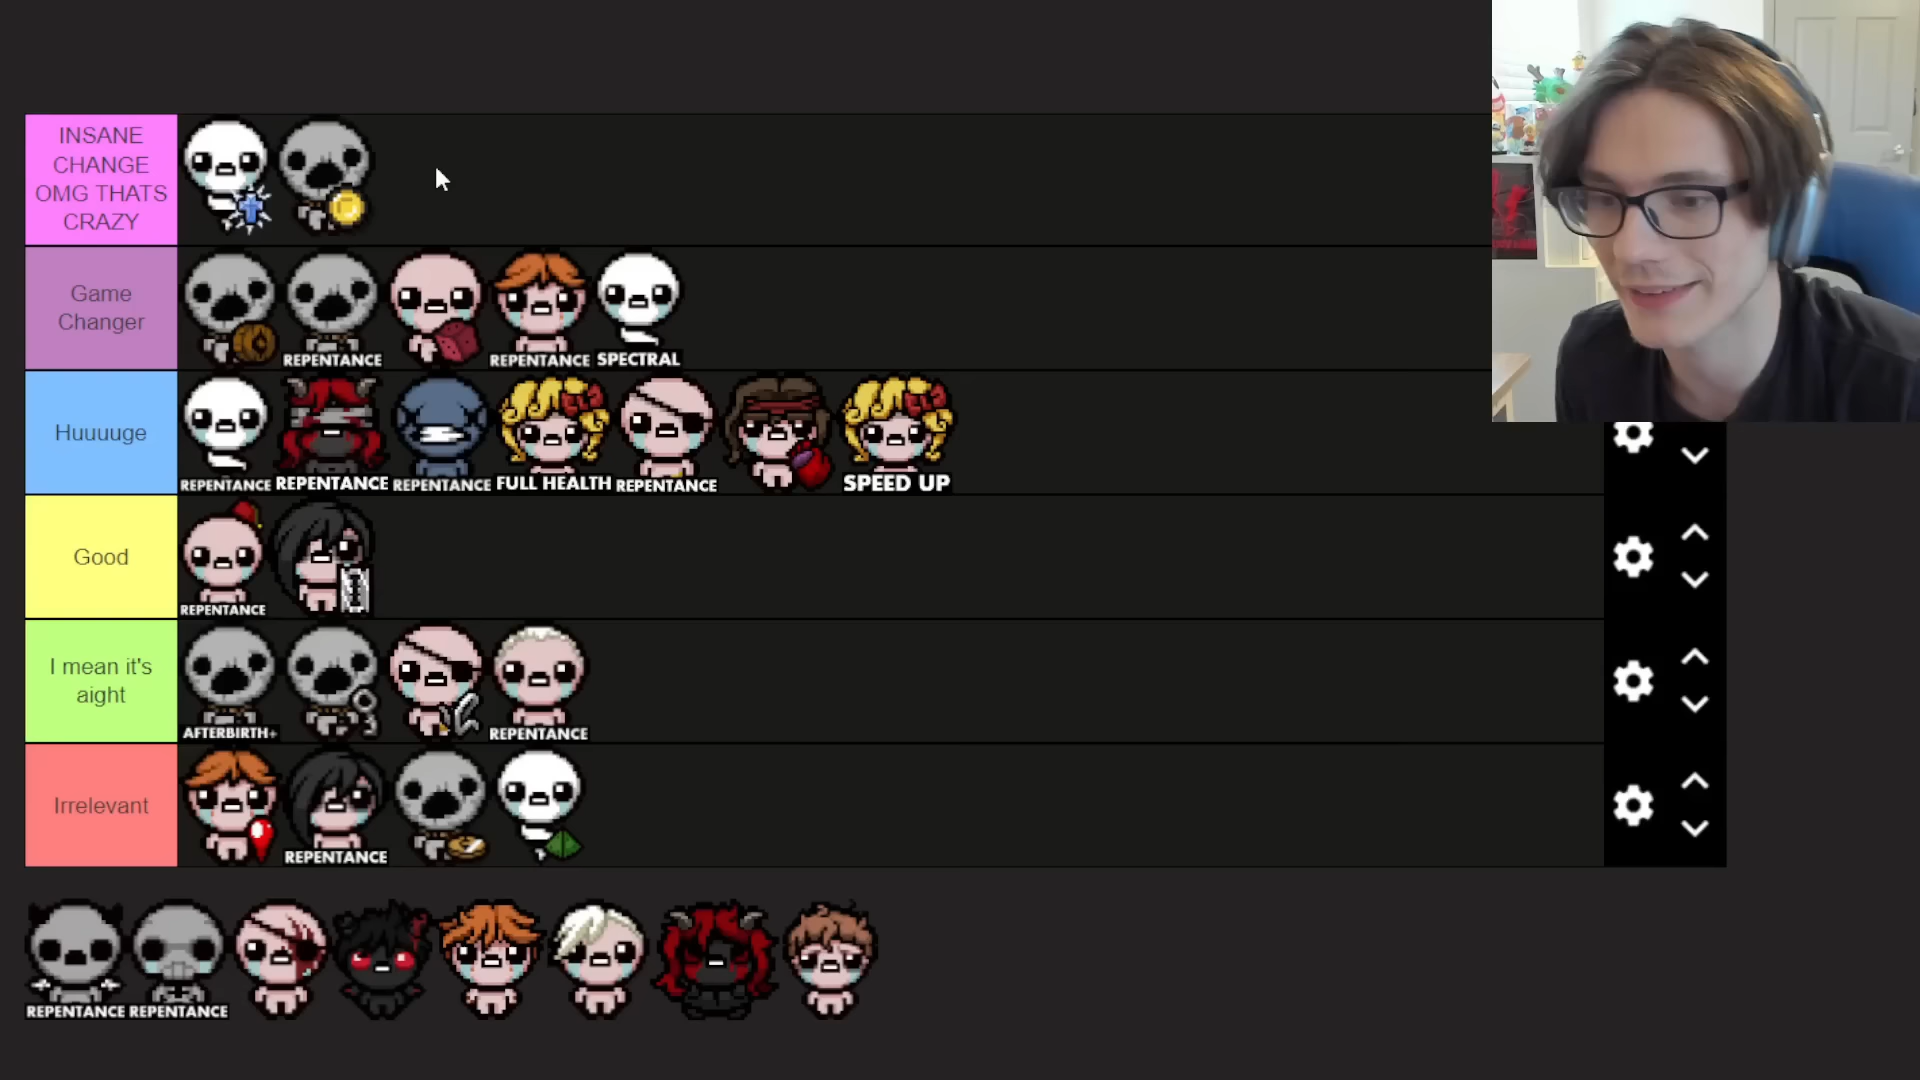 INSANE
CHANGE
OMG THATS
CRAZY
Game
Changer
REPENTANCE
REPENTANCE
SPECTRAL
Huuuuge
REPENTANCE
REPENTANCE
REPENTANCE
FULL HEALTH
REPENTANCE
SPEED UP
Good
REPENTANCE
I mean it's
aight
AFTERBIRTH+
REPENTANCE
Irrelevant
REPENTANCE
REPENTANCE
REPENTANCE